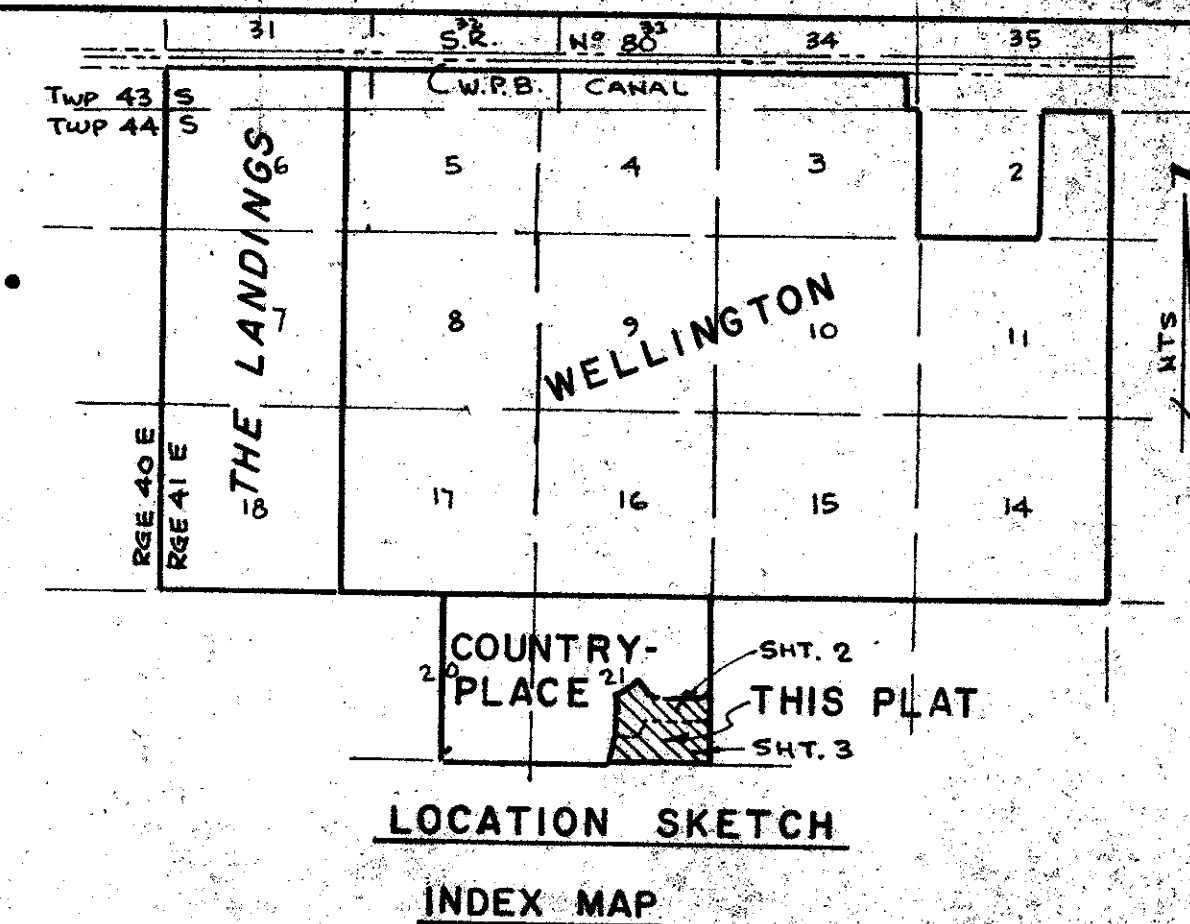 31 32 33 34 35
S.R. Nº 80
W.P.B. CANAL
TWP 43 S
TWP 44 S
6 5 4 3 2
THE LANDINGS
7 8 9 10 11
WELLINGTON
NTS
RGE 40 E
RGE 41 E
18 17 16 15 14
COUNTRY-
PLACE
20 21
SHT. 2
THIS PLAT
SHT. 3
LOCATION SKETCH
INDEX MAP